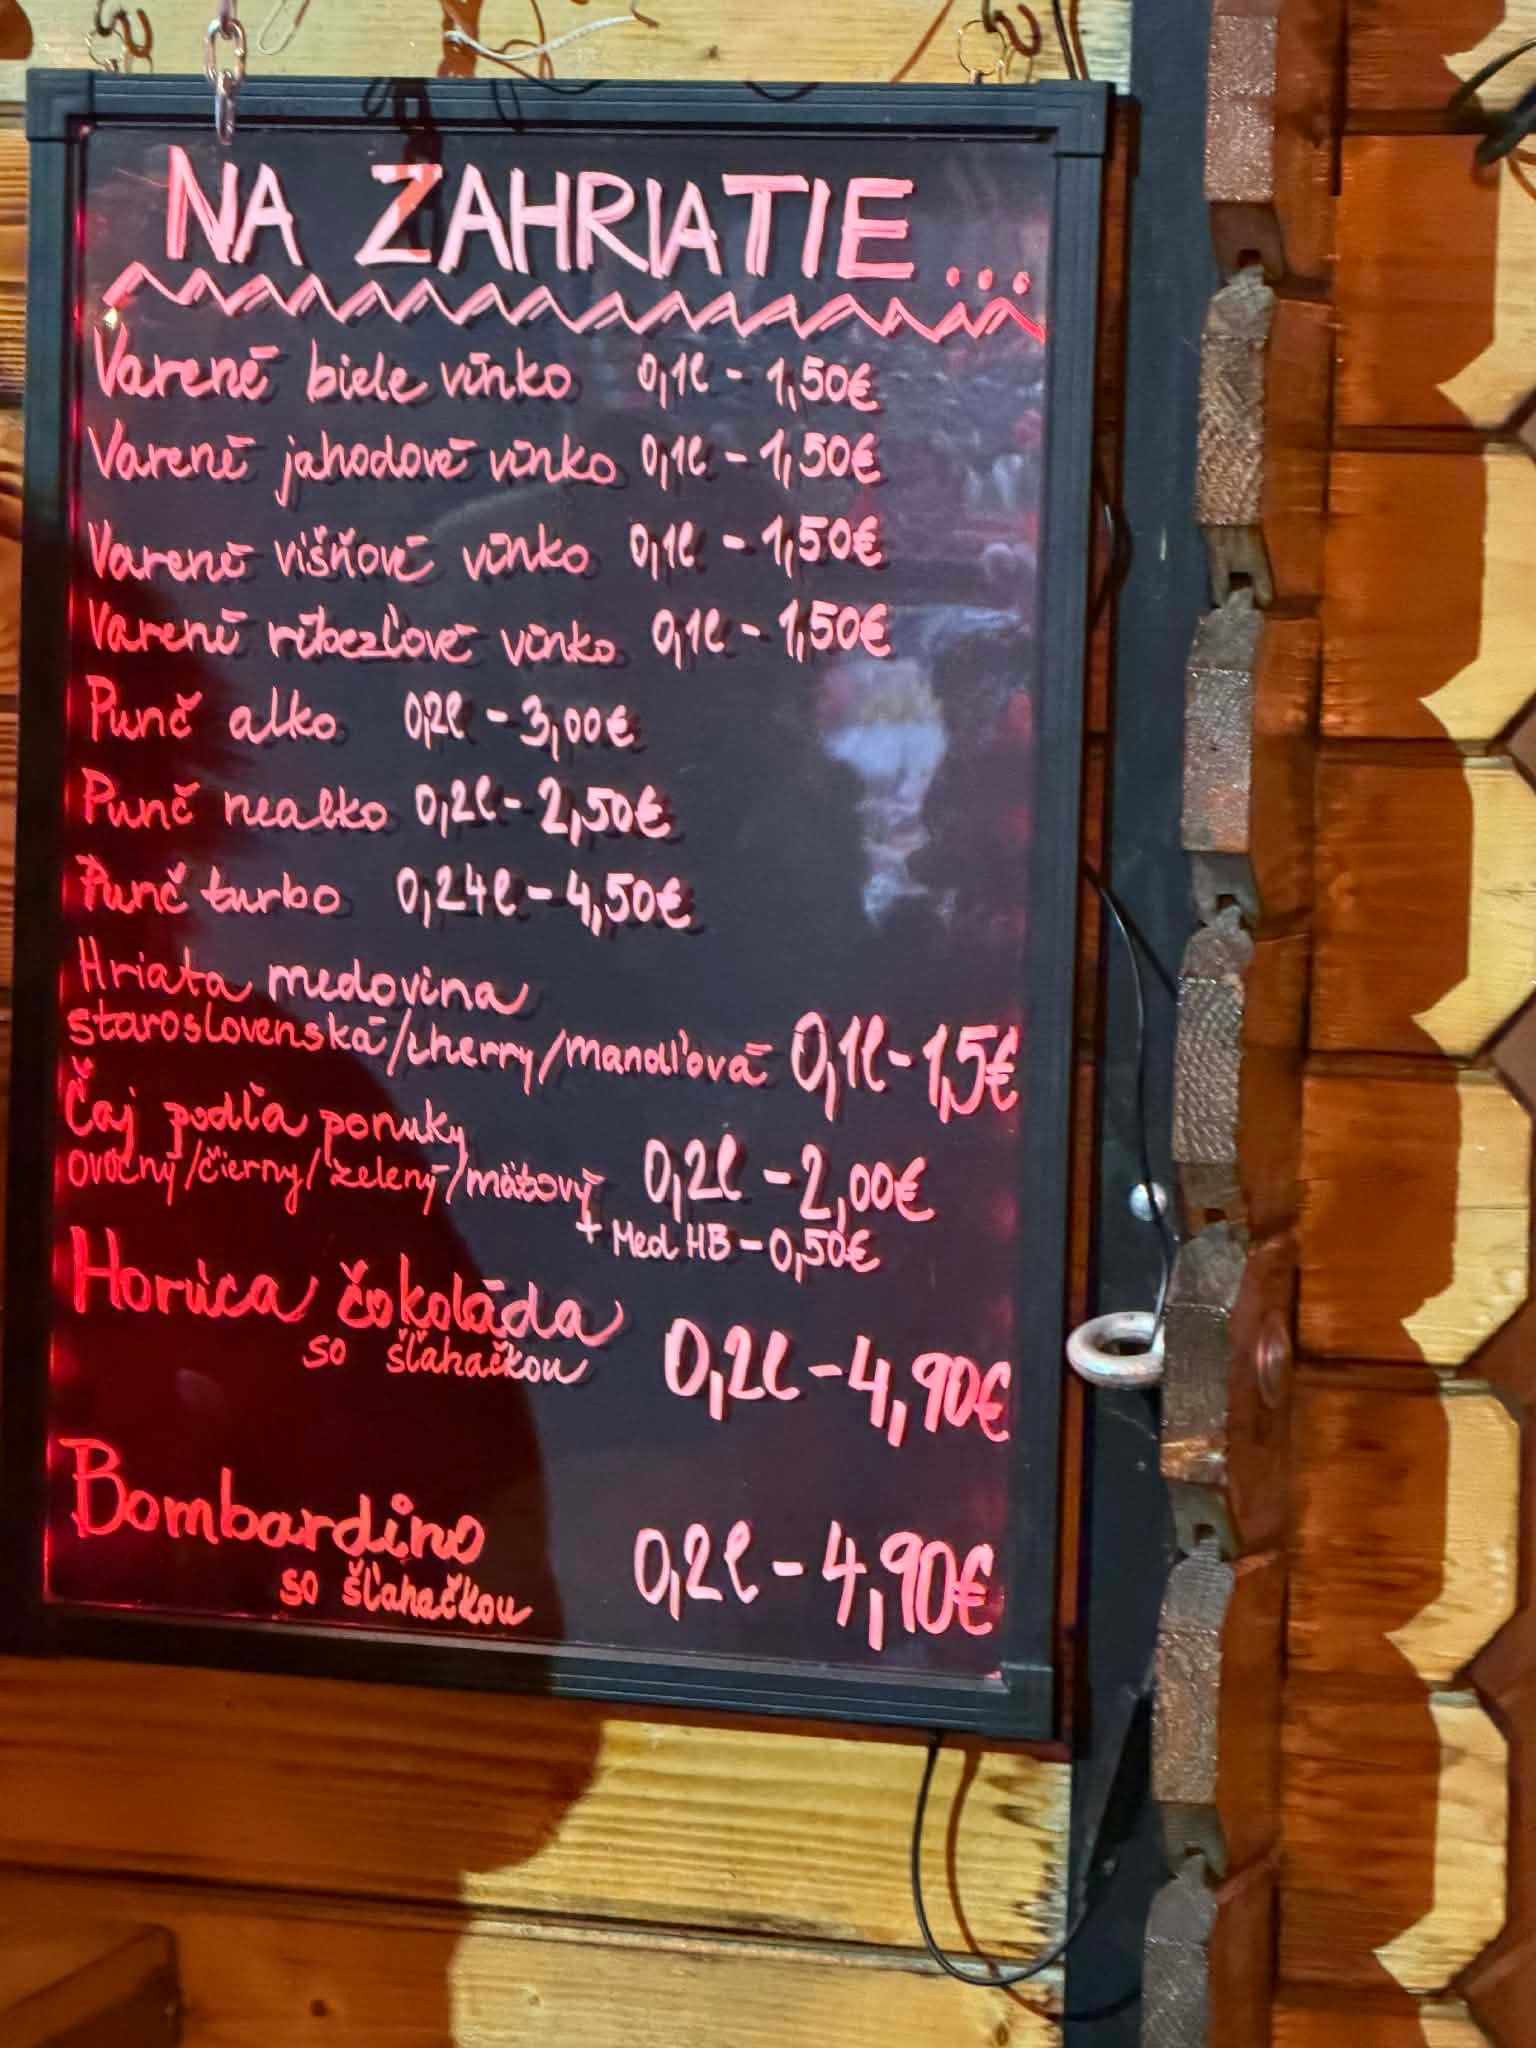 NA ZAHRIATIE...
Varené biele vínko 0,1l - 1,50€
Varené jahodové vínko 0,1l - 1,50€
Varené višňové vínko 0,1l - 1,50€
Varené ríbezľové vínko 0,1l - 1,50€
Punč alko 0,2l - 3,00€
Punč nealko 0,2l - 2,50€
Punč turbo 0,24l - 4,50€
Hriata medovina
staroslovenská/cherry/mandľová 0,1l - 1,5€
Čaj podľa ponuky
ovocný/čierny/zelený/mätový 0,2l - 2,00€
+ Med HB - 0,50€
Horúca čokoláda
so šľahačkou 0,2l - 4,90€
Bombardino
so šľahačkou 0,2l - 4,90€